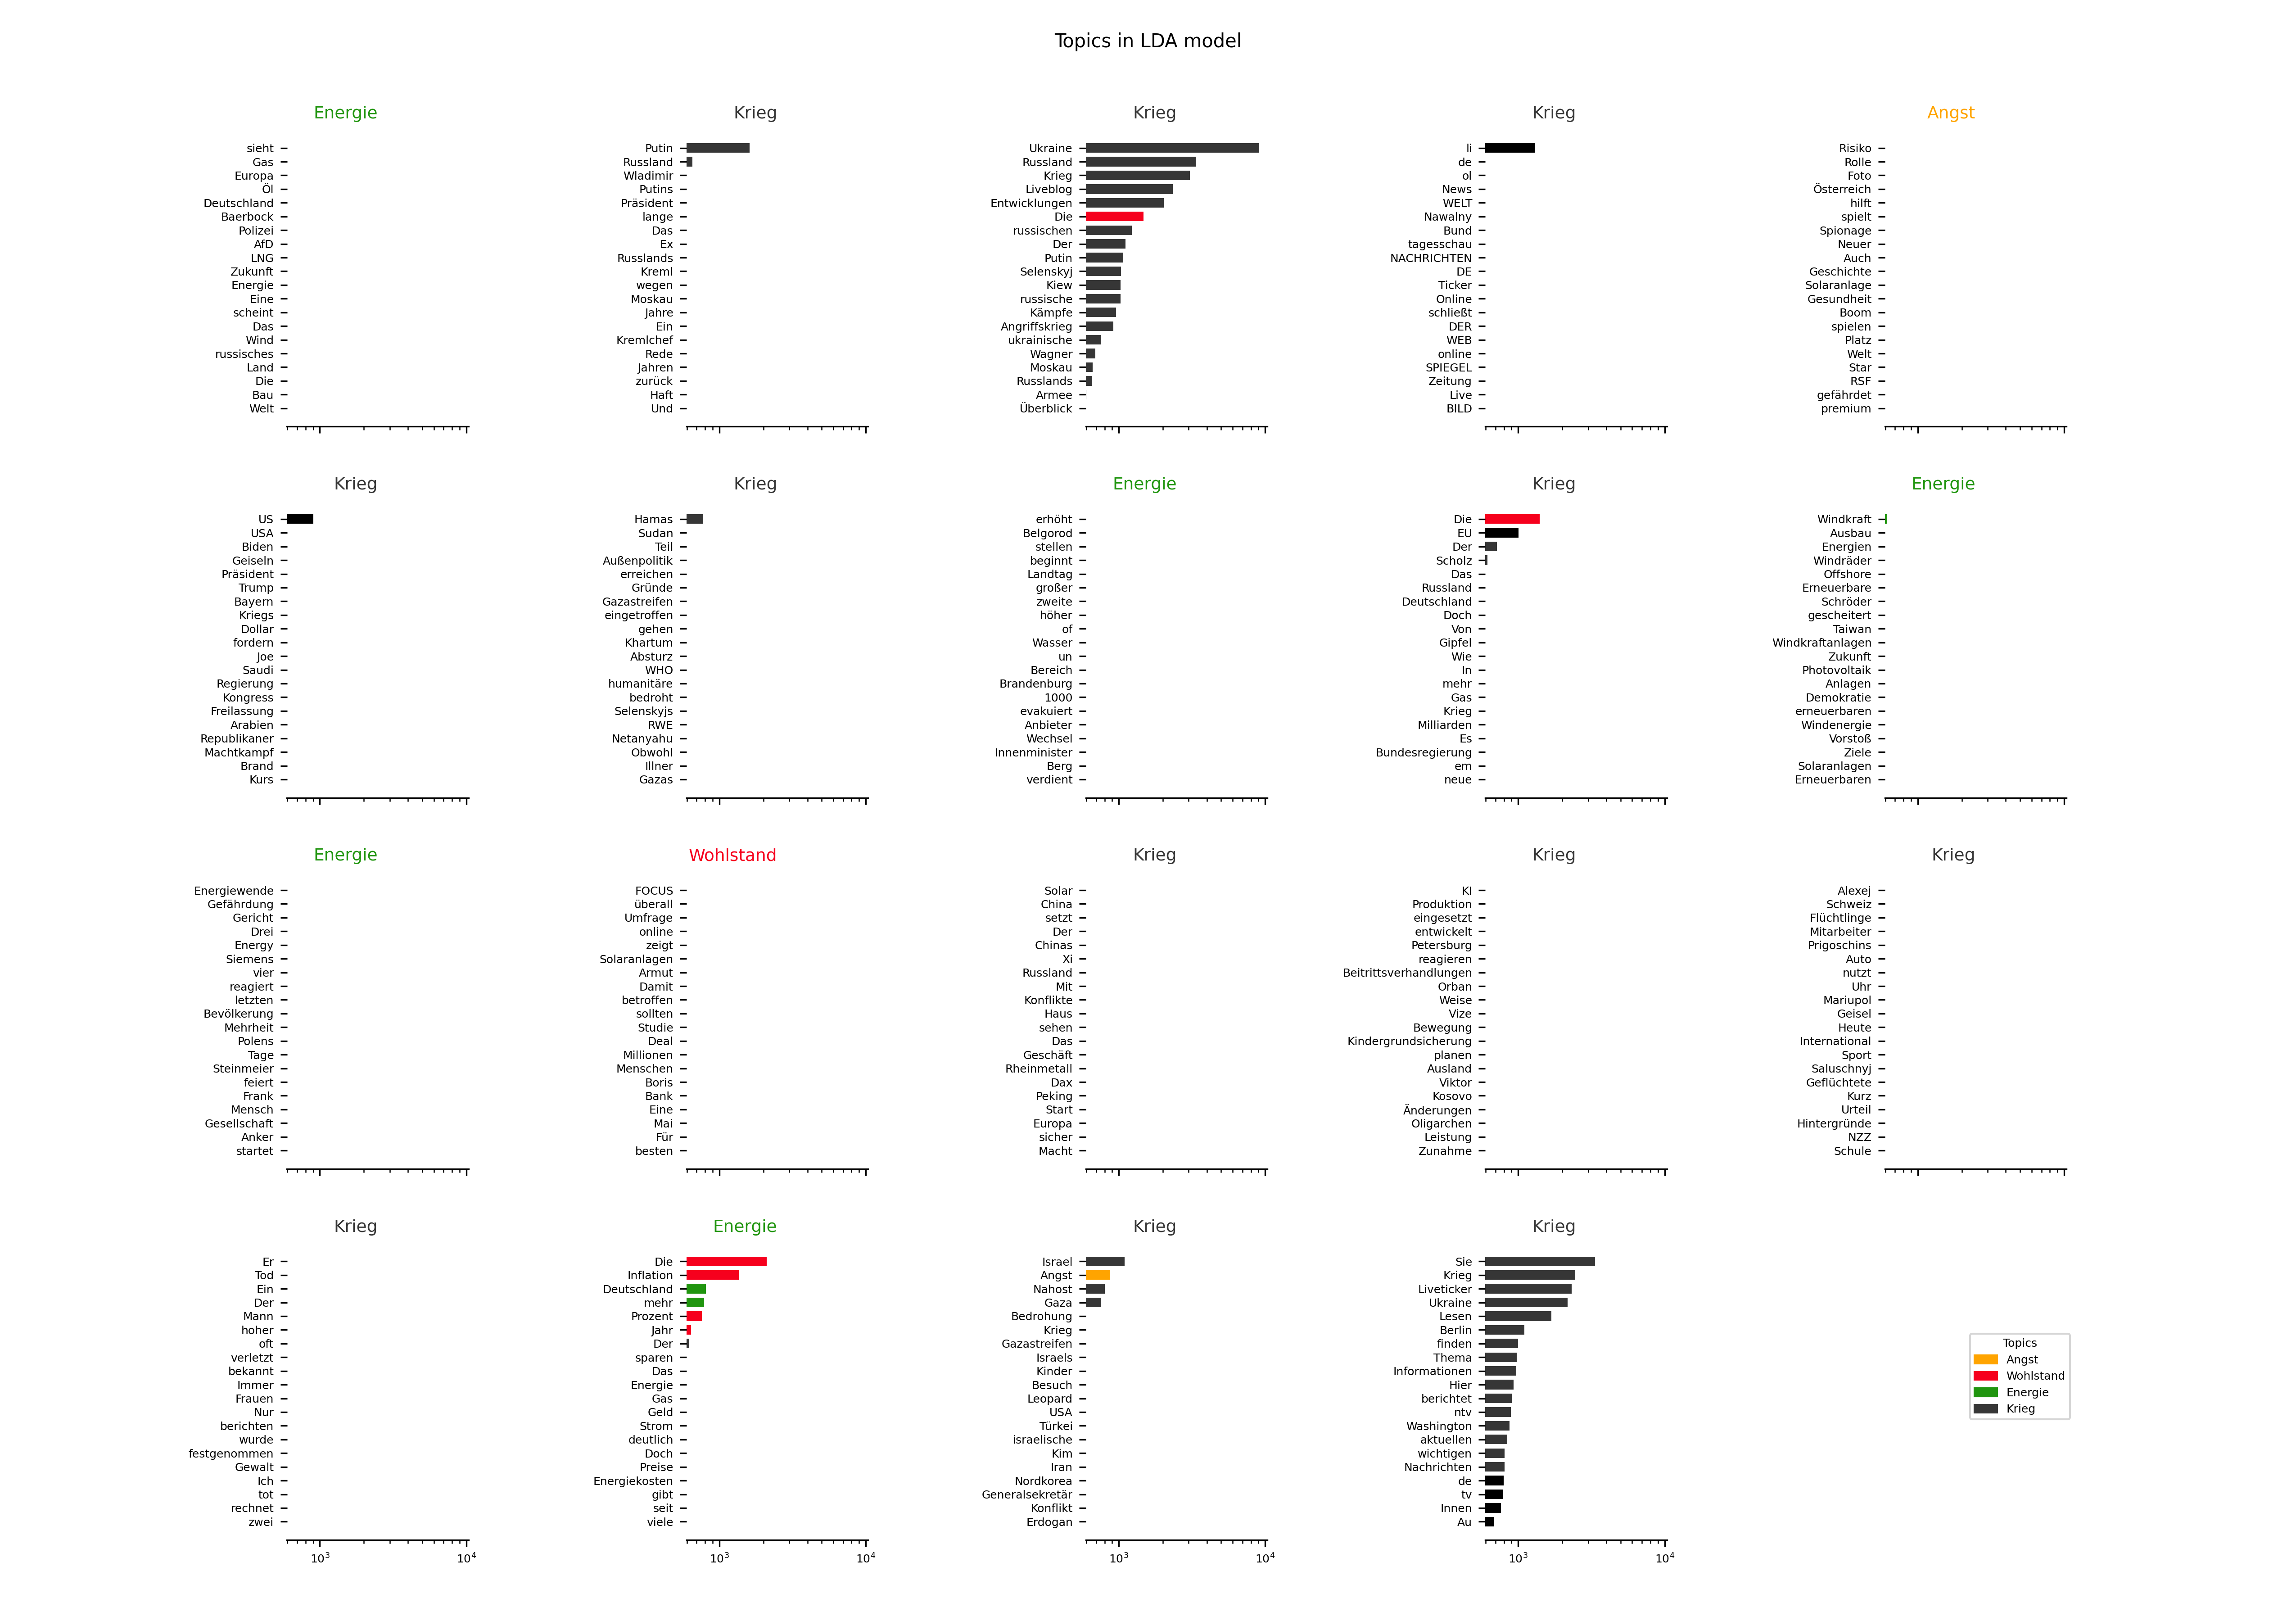 Topics in LDA model
Energie
sieht
Gas
Europa
Öl
Deutschland
Baerbock
Polizei
AfD
LNG
Zukunft
Energie
Eine
scheint
Das
Wind
russisches
Land
Die
Bau
Welt
Krieg
Putin
Russland
Wladimir
Putins
Präsident
lange
Das
Ex
Russlands
Kreml
wegen
Moskau
Jahre
Ein
Kremlchef
Rede
Jahren
zurück
Haft
Und
Krieg
Ukraine
Russland
Krieg
Liveblog
Entwicklungen
Die
russischen
Der
Putin
Selenskyj
Kiew
russische
Kämpfe
Angriffskrieg
ukrainische
Wagner
Moskau
Russlands
Armee
Überblick
Krieg
li
de
ol
News
WELT
Nawalny
Bund
tagesschau
NACHRICHTEN
DE
Ticker
Online
schließt
DER
WEB
online
SPIEGEL
Zeitung
Live
BILD
Angst
Risiko
Rolle
Foto
Österreich
hilft
spielt
Spionage
Neuer
Auch
Geschichte
Solaranlage
Gesundheit
Boom
spielen
Platz
Welt
Star
RSF
gefährdet
premium
Krieg
US
USA
Biden
Geiseln
Präsident
Trump
Bayern
Kriegs
Dollar
fordern
Joe
Saudi
Regierung
Kongress
Freilassung
Arabien
Republikaner
Machtkampf
Brand
Kurs
Krieg
Hamas
Sudan
Teil
Außenpolitik
erreichen
Gründe
Gazastreifen
eingetroffen
gehen
Khartum
Absturz
WHO
humanitäre
bedroht
Selenskyjs
RWE
Netanyahu
Obwohl
Illner
Gazas
Energie
erhöht
Belgorod
stellen
beginnt
Landtag
großer
zweite
höher
of
Wasser
un
Bereich
Brandenburg
1000
evakuiert
Anbieter
Wechsel
Innenminister
Berg
verdient
Krieg
Die
EU
Der
Scholz
Das
Russland
Deutschland
Doch
Von
Gipfel
Wie
In
mehr
Gas
Krieg
Milliarden
Es
Bundesregierung
em
neue
Energie
Windkraft
Ausbau
Energien
Windräder
Offshore
Erneuerbare
Schröder
gescheitert
Taiwan
Windkraftanlagen
Zukunft
Photovoltaik
Anlagen
Demokratie
erneuerbaren
Windenergie
Vorstoß
Ziele
Solaranlagen
Erneuerbaren
Energie
Energiewende
Gefährdung
Gericht
Drei
Energy
Siemens
vier
reagiert
letzten
Bevölkerung
Mehrheit
Polens
Tage
Steinmeier
feiert
Frank
Mensch
Gesellschaft
Anker
startet
Wohlstand
FOCUS
überall
Umfrage
online
zeigt
Solaranlagen
Armut
Damit
betroffen
sollten
Studie
Deal
Millionen
Menschen
Boris
Bank
Eine
Mai
Für
besten
Krieg
Solar
China
setzt
Der
Chinas
Xi
Russland
Mit
Konflikte
Haus
sehen
Das
Geschäft
Rheinmetall
Dax
Peking
Start
Europa
sicher
Macht
Krieg
KI
Produktion
eingesetzt
entwickelt
Petersburg
reagieren
Beitrittsverhandlungen
Orban
Weise
Vize
Bewegung
Kindergrundsicherung
planen
Ausland
Viktor
Kosovo
Änderungen
Oligarchen
Leistung
Zunahme
Krieg
Alexej
Schweiz
Flüchtlinge
Mitarbeiter
Prigoschins
Auto
nutzt
Uhr
Mariupol
Geisel
Heute
International
Sport
Saluschnyj
Geflüchtete
Kurz
Urteil
Hintergründe
NZZ
Schule
Krieg
Er
Tod
Ein
Der
Mann
hoher
oft
verletzt
bekannt
Immer
Frauen
Nur
berichten
wurde
festgenommen
Gewalt
Ich
tot
rechnet
zwei
10³ 10⁴
Energie
Die
Inflation
Deutschland
mehr
Prozent
Jahr
Der
sparen
Das
Energie
Gas
Geld
Strom
deutlich
Doch
Preise
Energiekosten
gibt
seit
viele
10³ 10⁴
Krieg
Israel
Angst
Nahost
Gaza
Bedrohung
Krieg
Gazastreifen
Israels
Kinder
Besuch
Leopard
USA
Türkei
israelische
Kim
Iran
Nordkorea
Generalsekretär
Konflikt
Erdogan
10³ 10⁴
Krieg
Sie
Krieg
Liveticker
Ukraine
Lesen
Berlin
finden
Thema
Informationen
Hier
berichtet
ntv
Washington
aktuellen
wichtigen
Nachrichten
de
tv
Innen
Au
10³ 10⁴
Topics
Angst
Wohlstand
Energie
Krieg